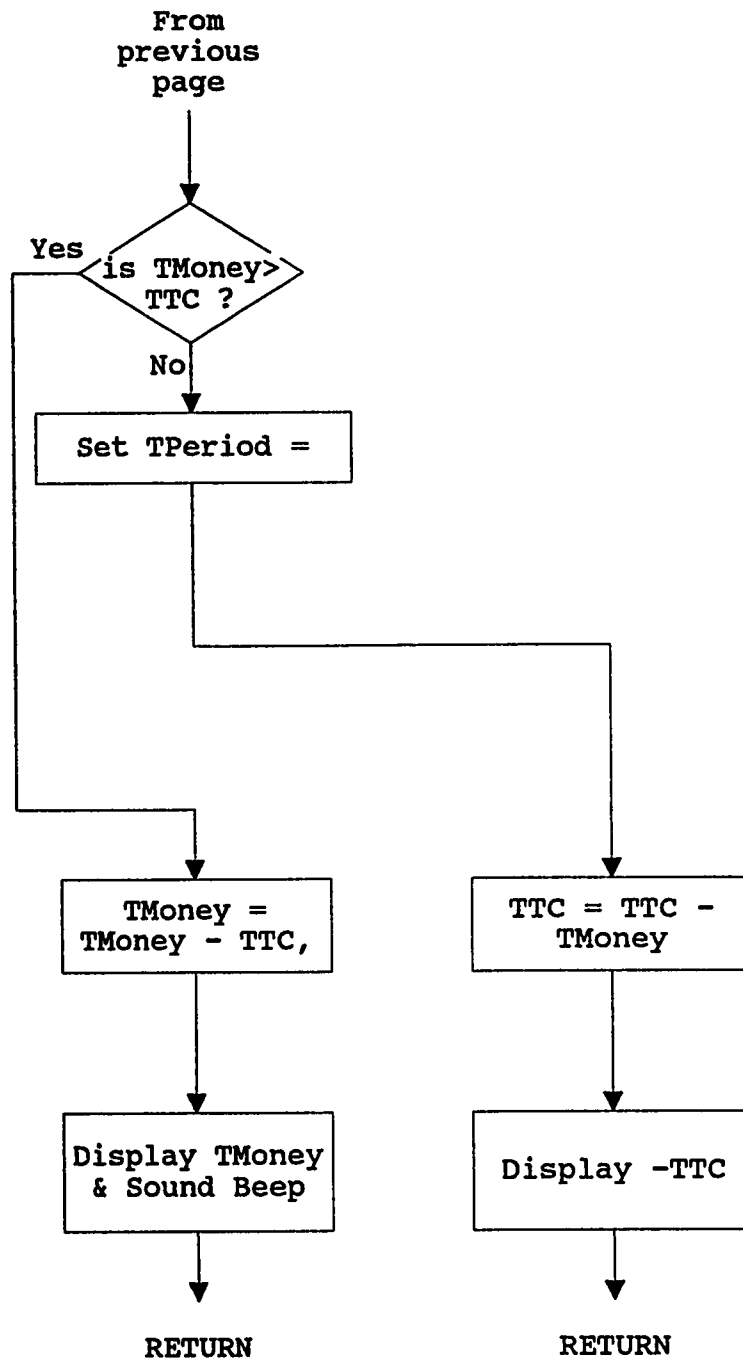 From
previous
page
Yes
is TMoney>
TTC ?
No
Set TPeriod =
TMoney =
TMoney - TTC,
TTC = TTC -
TMoney
Display TMoney
& Sound Beep
Display -TTC
RETURN
RETURN